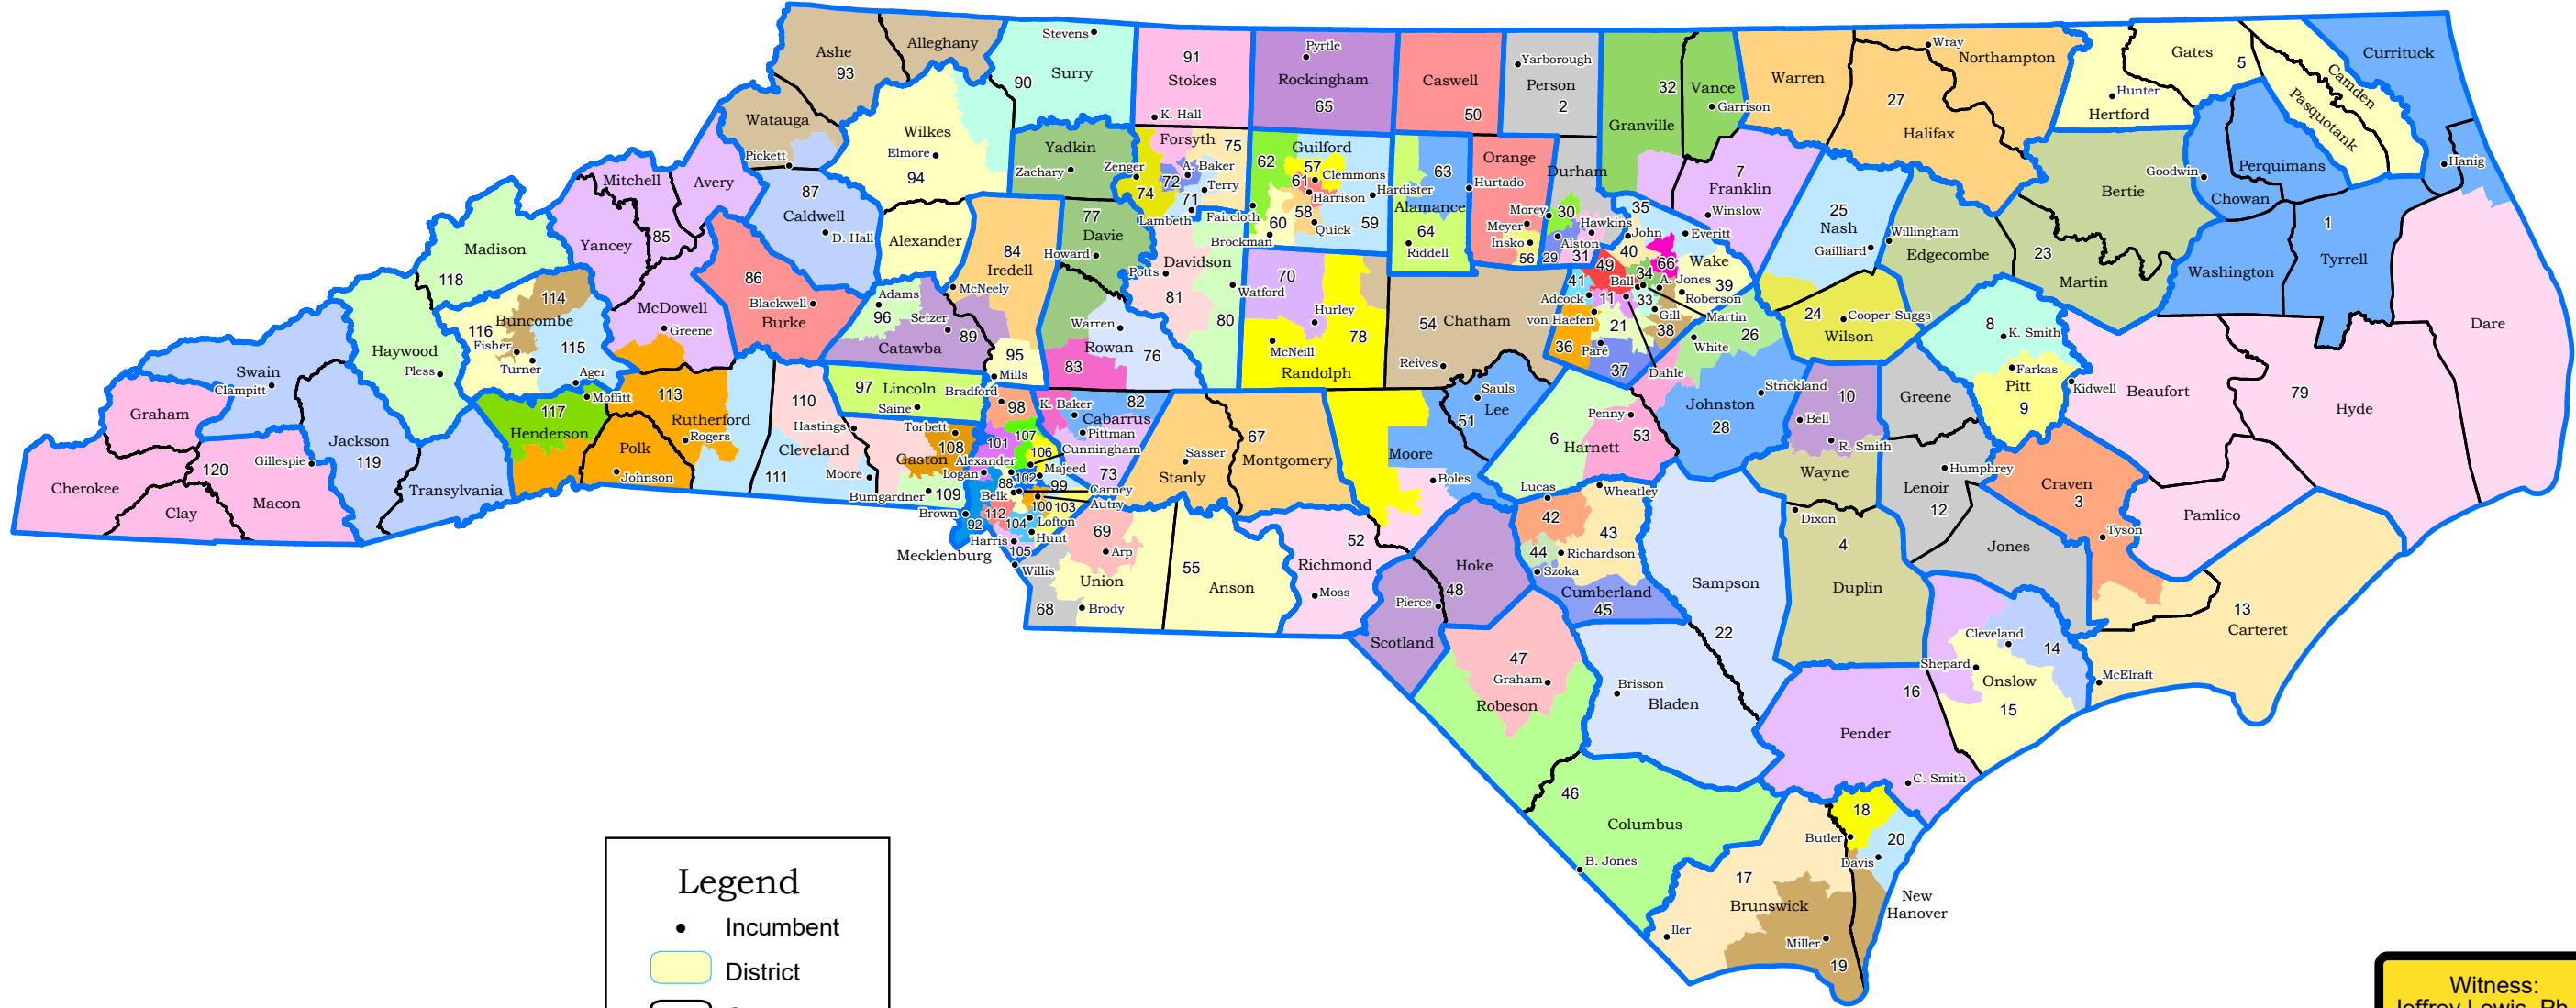 Ashe
93
Alleghany
Stevens
90
Surry
91
Stokes
K. Hall
Pyrtle
Rockingham
65
Caswell
50
Yarborough
Person
2
32
Granville
Vance
Garrison
Warren
27
Halifax
Wray
Northampton
Gates
5
Hunter
Hertford
Camden
Pasquotank
Currituck
Hanig
Watauga
Pickett
Wilkes
Elmore
94
Yadkin
Zachary
Forsyth
75
Zenger
74
72
A. Baker
Terry
71
Lambeth
Guilford
62
57
61
Clemmons
Harrison
58
Quick
60
59
Faircloth
Brockman
Hardister
63
Alamance
64
Riddell
Orange
Hurtado
Meyer
Insko
56
Durham
Morey
30
Hawkins
Alston
29
31
35
John
Everitt
7
Franklin
Winslow
25
Nash
Gailliard
Willingham
Edgecombe
23
Martin
Bertie
Goodwin
Perquimans
Chowan
1
Washington
Tyrrell
Dare
Mitchell
Avery
Yancey
85
87
Caldwell
D. Hall
Alexander
84
Iredell
McNeely
77
Davie
Howard
Potts
Davidson
81
Watford
80
70
Hurley
McNeill
78
Randolph
54
Chatham
Reives
40
66
Wake
49
34
Ball
A. Jones
39
41
Adcock
11
33
Roberson
Gill
von Haefen
21
38
Martin
36
Paré
37
Dahle
White
26
24
Wilson
Cooper-Suggs
8
K. Smith
Farkas
Pitt
9
Kidwell
Beaufort
79
Hyde
Madison
118
114
Buncombe
116
Fisher
115
Turner
Ager
McDowell
Greene
86
Blackwell
Burke
Adams
96
Setzer
89
Catawba
95
Mills
Warren
Rowan
76
83
Haywood
Pless
Swain
Clampitt
Graham
Jackson
119
120
Gillespie
Macon
Cherokee
Clay
Transylvania
117
Henderson
Moffitt
113
Rutherford
Polk
Rogers
Johnson
110
Hastings
Cleveland
Moore
111
97
Lincoln
Saine
Bradford
98
Torbett
108
Gaston
Bumgardner
109
K. Baker
82
Cabarrus
Pittman
Cunningham
73
101
107
106
Alexander
Logan
Majeed
88
102
99
Belk
Carney
Autry
100
103
Brown
92
112
104
Lofton
Hunt
Harris
105
Mecklenburg
Willis
69
Arp
Union
Brody
68
Sasser
Stanly
67
Montgomery
55
Anson
52
Richmond
Moss
Moore
Boles
Sauls
51
Lee
6
Harnett
Penny
53
Johnston
Strickland
28
10
Bell
R. Smith
Wayne
Greene
Humphrey
Lenoir
12
Jones
Craven
3
Tyson
Pamlico
13
Carteret
McElraft
Lucas
Wheatley
42
43
44
Richardson
Szoka
Cumberland
45
Hoke
48
Pierce
Scotland
47
Graham
Robeson
Sampson
22
Brisson
Bladen
Dixon
4
Duplin
Cleveland
14
Shepard
Onslow
15
16
Pender
C. Smith
46
Columbus
B. Jones
18
Butler
20
Davis
17
Brunswick
Iler
Miller
19
New
Hanover
Legend
Incumbent
District
Witness: